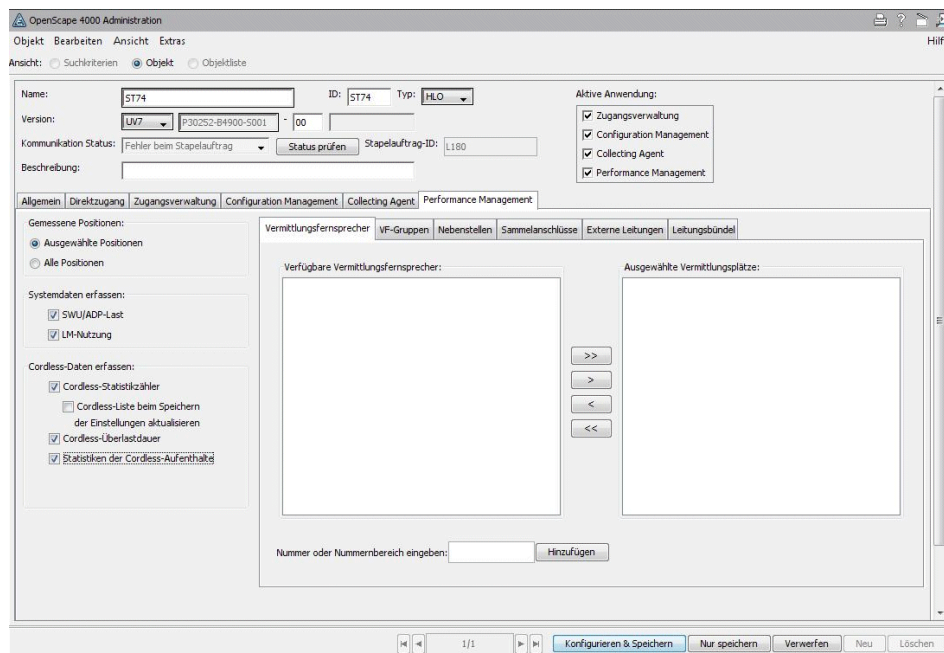 OpenScape 4000 Administration
Objekt Bearbeiten Ansicht Extras Hilf
Ansicht: Suchkriterien Objekt Objektliste
Name: ST74 ID: ST74 Typ: HLO Aktive Anwendung:
Zugangsverwaltung
Version: UV7 P30252-B4900-S001 - 00
Configuration Management
Kommunikation Status: Fehler beim Stapelauftrag Status prüfen Stapelauftrag-ID: L180
Collecting Agent
Beschreibung:
Performance Management
Allgemein Direktzugang Zugangsverwaltung Configuration Management Collecting Agent Performance Management
Gemessene Positionen:
Ausgewählte Positionen
Alle Positionen
Systemdaten erfassen:
SWU/ADP-Last
LM-Nutzung
Cordless-Daten erfassen:
Cordless-Statistikzähler
Cordless-Liste beim Speichern
der Einstellungen aktualisieren
Cordless-Überlastdauer
Statistiken der Cordless-Aufenthalte
Vermittlungsfernsprecher VF-Gruppen Nebenstellen Sammelanschlüsse Externe Leitungen Leitungsbündel
Verfügbare Vermittlungsfernsprecher: Ausgewählte Vermittlungsplätze:
>>
>
<
<<
Nummer oder Nummernbereich eingeben: Hinzufügen
1/1 Konfigurieren & Speichern Nur speichern Verwerfen Neu Löschen